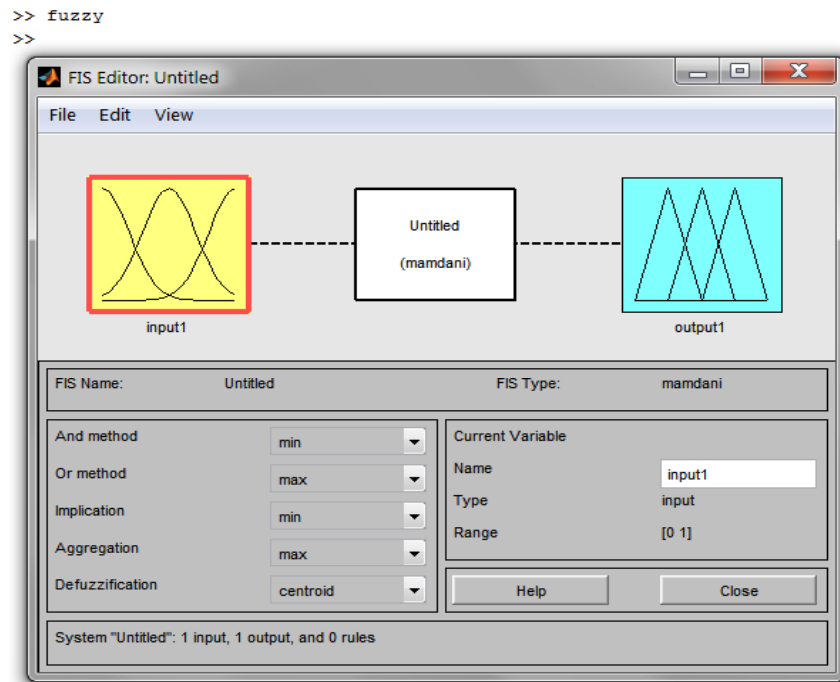 >> fuzzy
>>
FIS Editor: Untitled
File Edit View
Untitled
(mamdani)
input1
output1
FIS Name: Untitled FIS Type: mamdani
And method min
Or method max
Implication min
Aggregation max
Defuzzification centroid
Current Variable
Name input1
Type input
Range [0 1]
Help Close
System "Untitled": 1 input, 1 output, and 0 rules